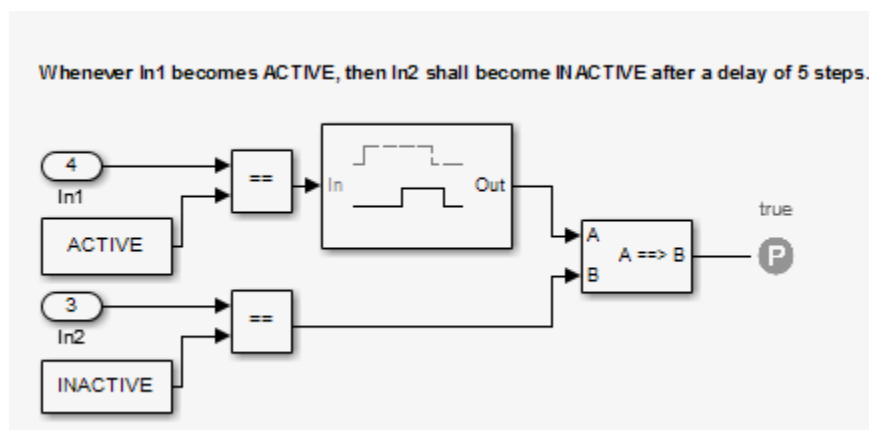 Whenever In1 becomes ACTIVE, then In2 shall become INACTIVE after a delay of 5 steps.
4
==
In
Out
In1
true
ACTIVE
A
A ==> B
P
B
3
==
In2
INACTIVE